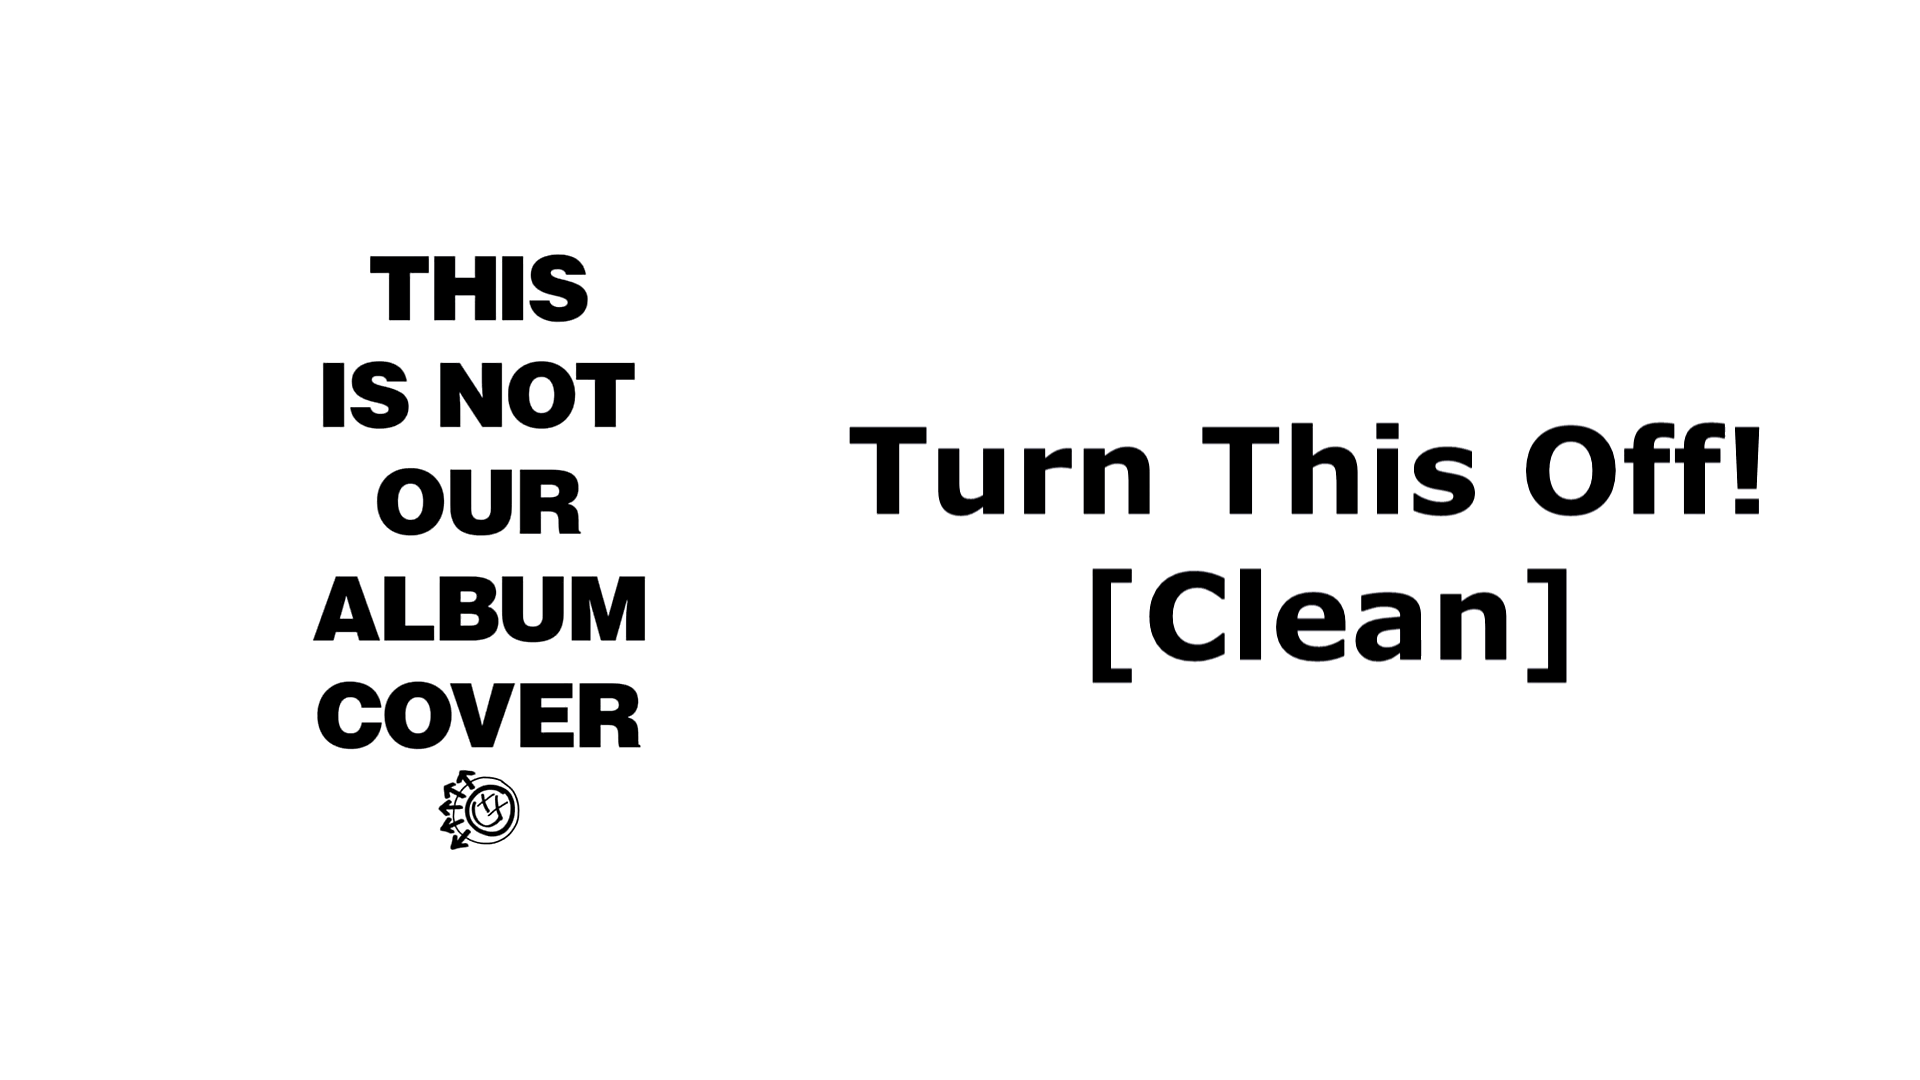 THIS
IS NOT
OUR
ALBUM
COVER
Turn This Off!
[Clean]